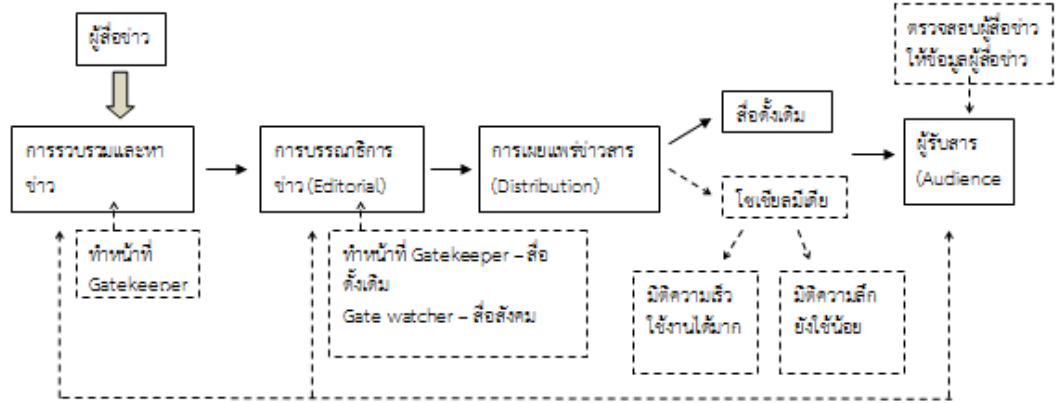 ผู้สื่อข่าว
ตรวจสอบผู้สื่อข่าว
ให้ข้อมูลผู้สื่อข่าว
การรวบรวมและหา
ข่าว
การบรรณาธิการ
ข่าว (Editorial)
การเผยแพร่ข่าวสาร
(Distribution)
สื่อดั้งเดิม
โซเชียลมีเดีย
ผู้รับสาร
(Audience
ทำหน้าที่
Gatekeeper
ทำหน้าที่ Gatekeeper – สื่อ
ดั้งเดิม
Gate watcher – สื่อสังคม
มิติความเร็ว
ใช้งานได้มาก
มิติความลึก
ยังใช้น้อย